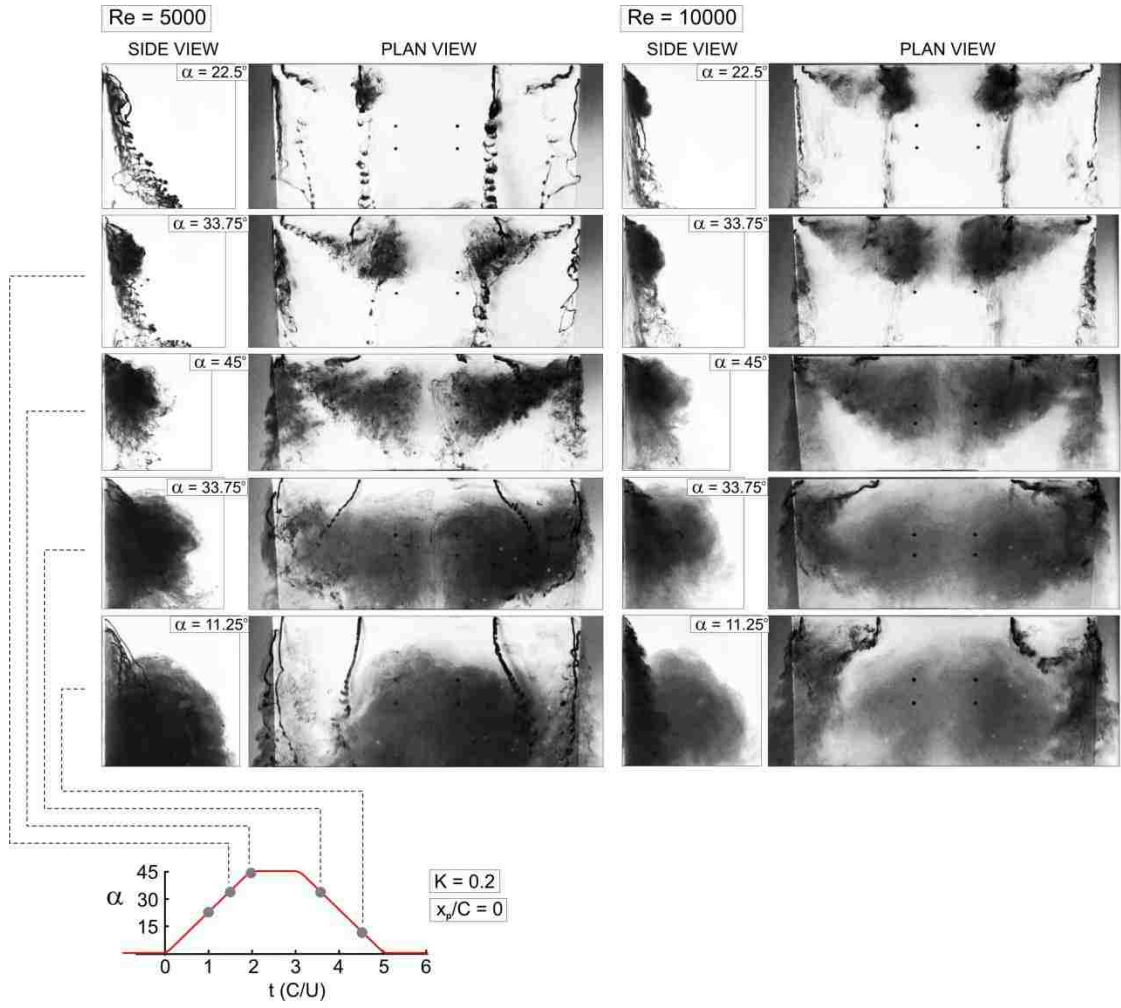 Re = 5000
Re = 10000
SIDE VIEW
PLAN VIEW
SIDE VIEW
PLAN VIEW
α = 22.5°
α = 22.5°
α = 33.75°
α = 33.75°
α = 45°
α = 45°
α = 33.75°
α = 33.75°
α = 11.25°
α = 11.25°
45
30
15
α
0 1 2 3 4 5 6
t (C/U)
K = 0.2
xₚ/C = 0